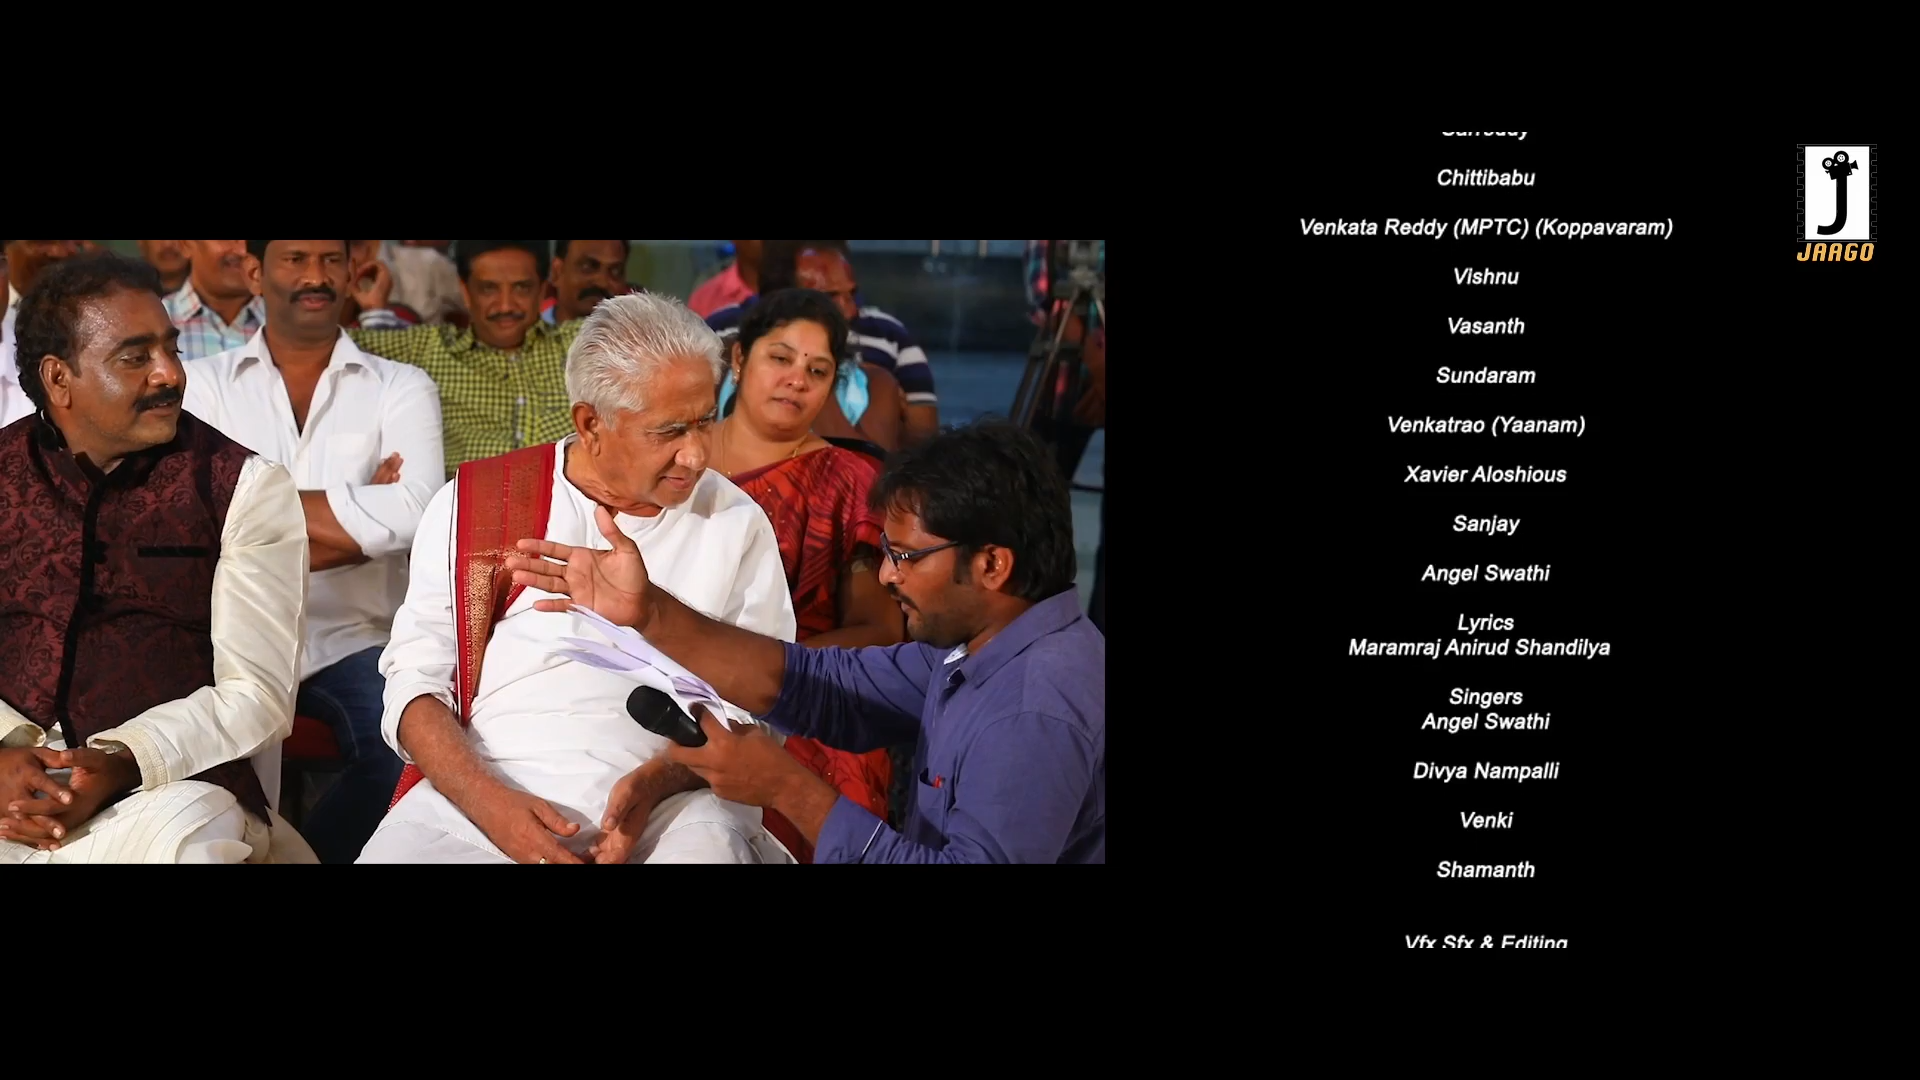 Chittibabu
Venkata Reddy (MPTC) (Koppavaram)
Vishnu
Vasanth
Sundaram
Venkatrao (Yaanam)
Xavier Aloshious
Sanjay
Angel Swathi
Lyrics
Maramraj Anirud Shandilya
Singers
Angel Swathi
Divya Nampalli
Venki
Shamanth
Vfx Sfx & Editing
J
JAAGO